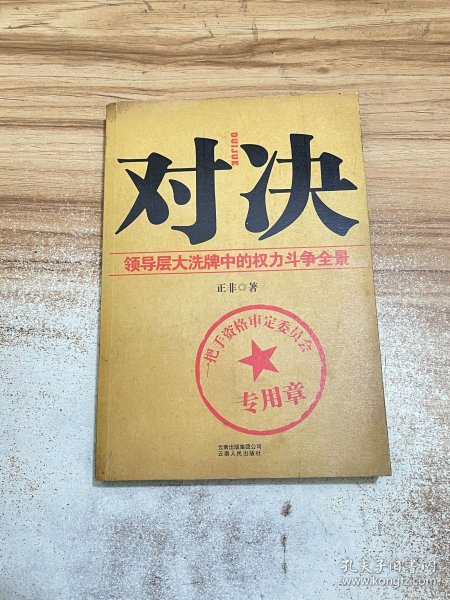 对决
DUIJUE
领导层大洗牌中的权力斗争全景
正非◎著
一把手资格审定委员会
专用章
云南出版集团公司
云南人民出版社
孔夫子旧书网
www.kongfz.com